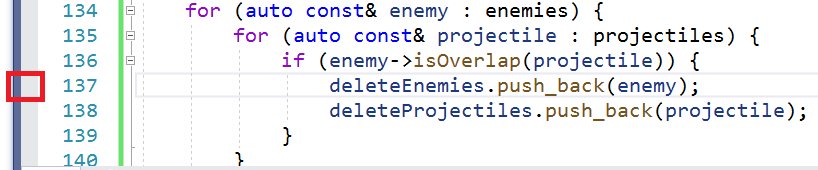 134 for (auto const& enemy : enemies) {
135 for (auto const& projectile : projectiles) {
136 if (enemy->isOverlap(projectile)) {
137 deleteEnemies.push_back(enemy);
138 deleteProjectiles.push_back(projectile);
139 }
140 }